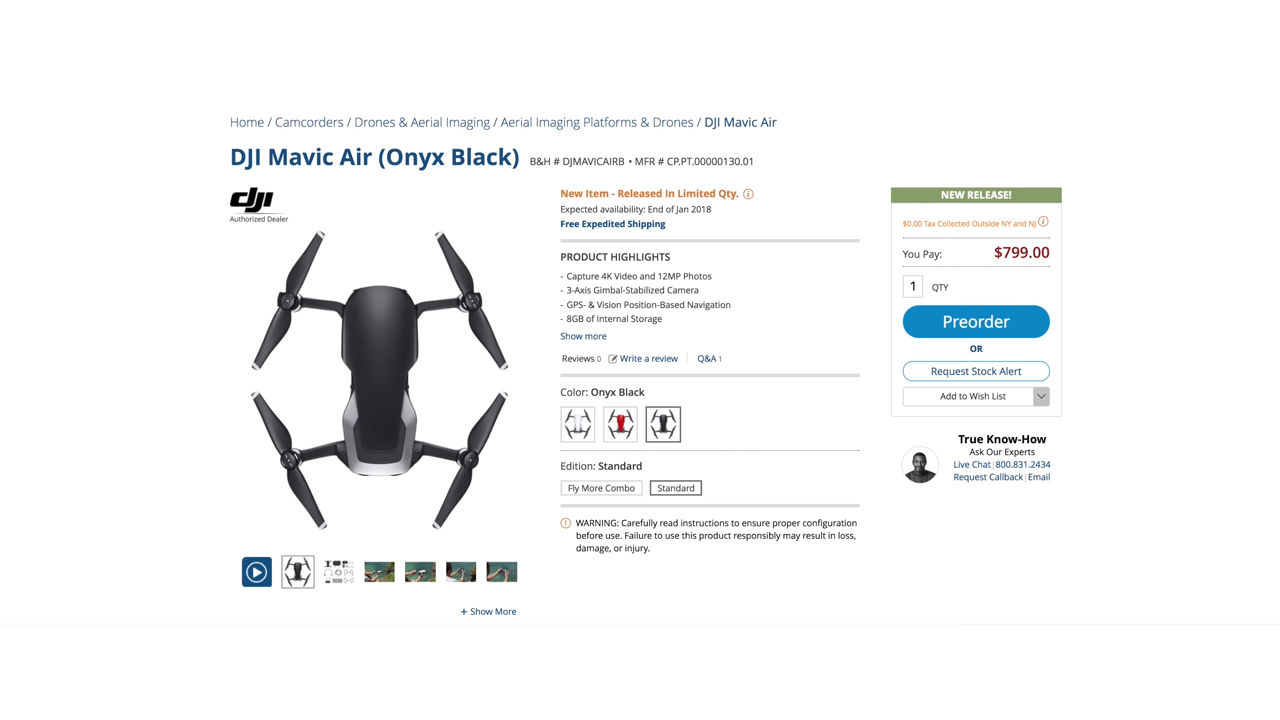 Home / Camcorders / Drones & Aerial Imaging / Aerial Imaging Platforms & Drones / DJI Mavic Air
DJI Mavic Air (Onyx Black) B&H # DJMAVICAIRB • MFR # CP.PT.00000130.01
dji
Authorized Dealer
New Item - Released In Limited Qty.
Expected availability: End of Jan 2018
Free Expedited Shipping
PRODUCT HIGHLIGHTS
- Capture 4K Video and 12MP Photos
- 3-Axis Gimbal-Stabilized Camera
- GPS- & Vision Position-Based Navigation
- 8GB of Internal Storage
Show more
Reviews 0 Write a review Q&A 1
Color: Onyx Black
Edition: Standard
Fly More Combo Standard
WARNING: Carefully read instructions to ensure proper configuration
before use. Failure to use this product responsibly may result in loss,
damage, or injury.
+ Show More
NEW RELEASE!
$0.00 Tax Collected Outside NY and NJ
You Pay: $799.00
1 QTY
Preorder
OR
Request Stock Alert
Add to Wish List
True Know-How
Ask Our Experts
Live Chat | 800.831.2434
Request Callback | Email